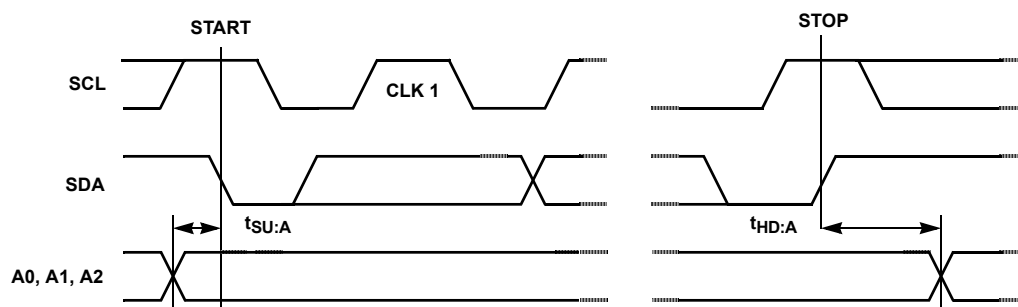 START
STOP
SCL
CLK 1
SDA
tSU:A
tHD:A
A0, A1, A2